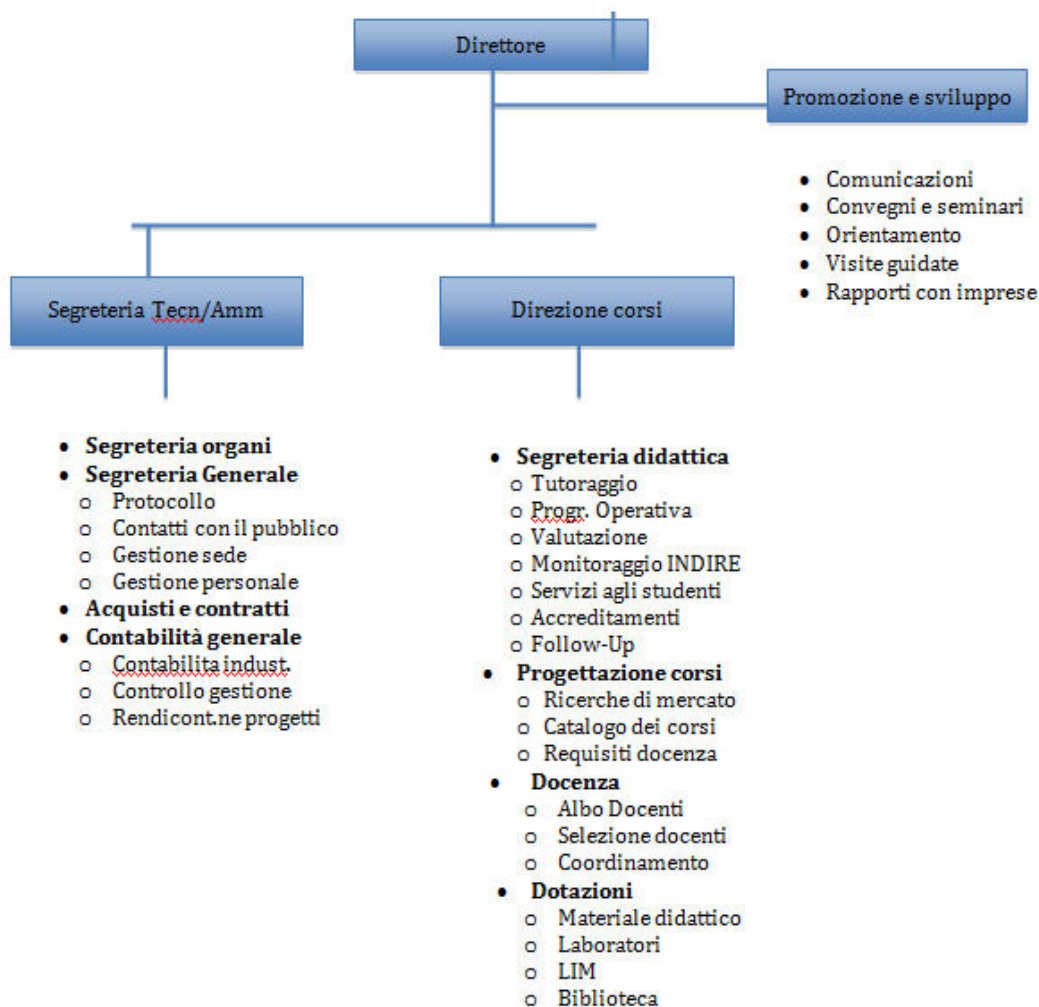 Direttore
Promozione e sviluppo
• Comunicazioni
• Convegni e seminari
• Orientamento
• Visite guidate
• Rapporti con imprese
Segreteria Tecn/Amm
• Segreteria organi
• Segreteria Generale
o Protocollo
o Contatti con il pubblico
o Gestione sede
o Gestione personale
• Acquisti e contratti
• Contabilità generale
o Contabilita indust.
o Controllo gestione
o Rendicont.ne progetti
Direzione corsi
• Segreteria didattica
o Tutoraggio
o Progr. Operativa
o Valutazione
o Monitoraggio INDIRE
o Servizi agli studenti
o Accreditamenti
o Follow-Up
• Progettazione corsi
o Ricerche di mercato
o Catalogo dei corsi
o Requisiti docenza
• Docenza
o Albo Docenti
o Selezione docenti
o Coordinamento
• Dotazioni
o Materiale didattico
o Laboratori
o LIM
o Biblioteca